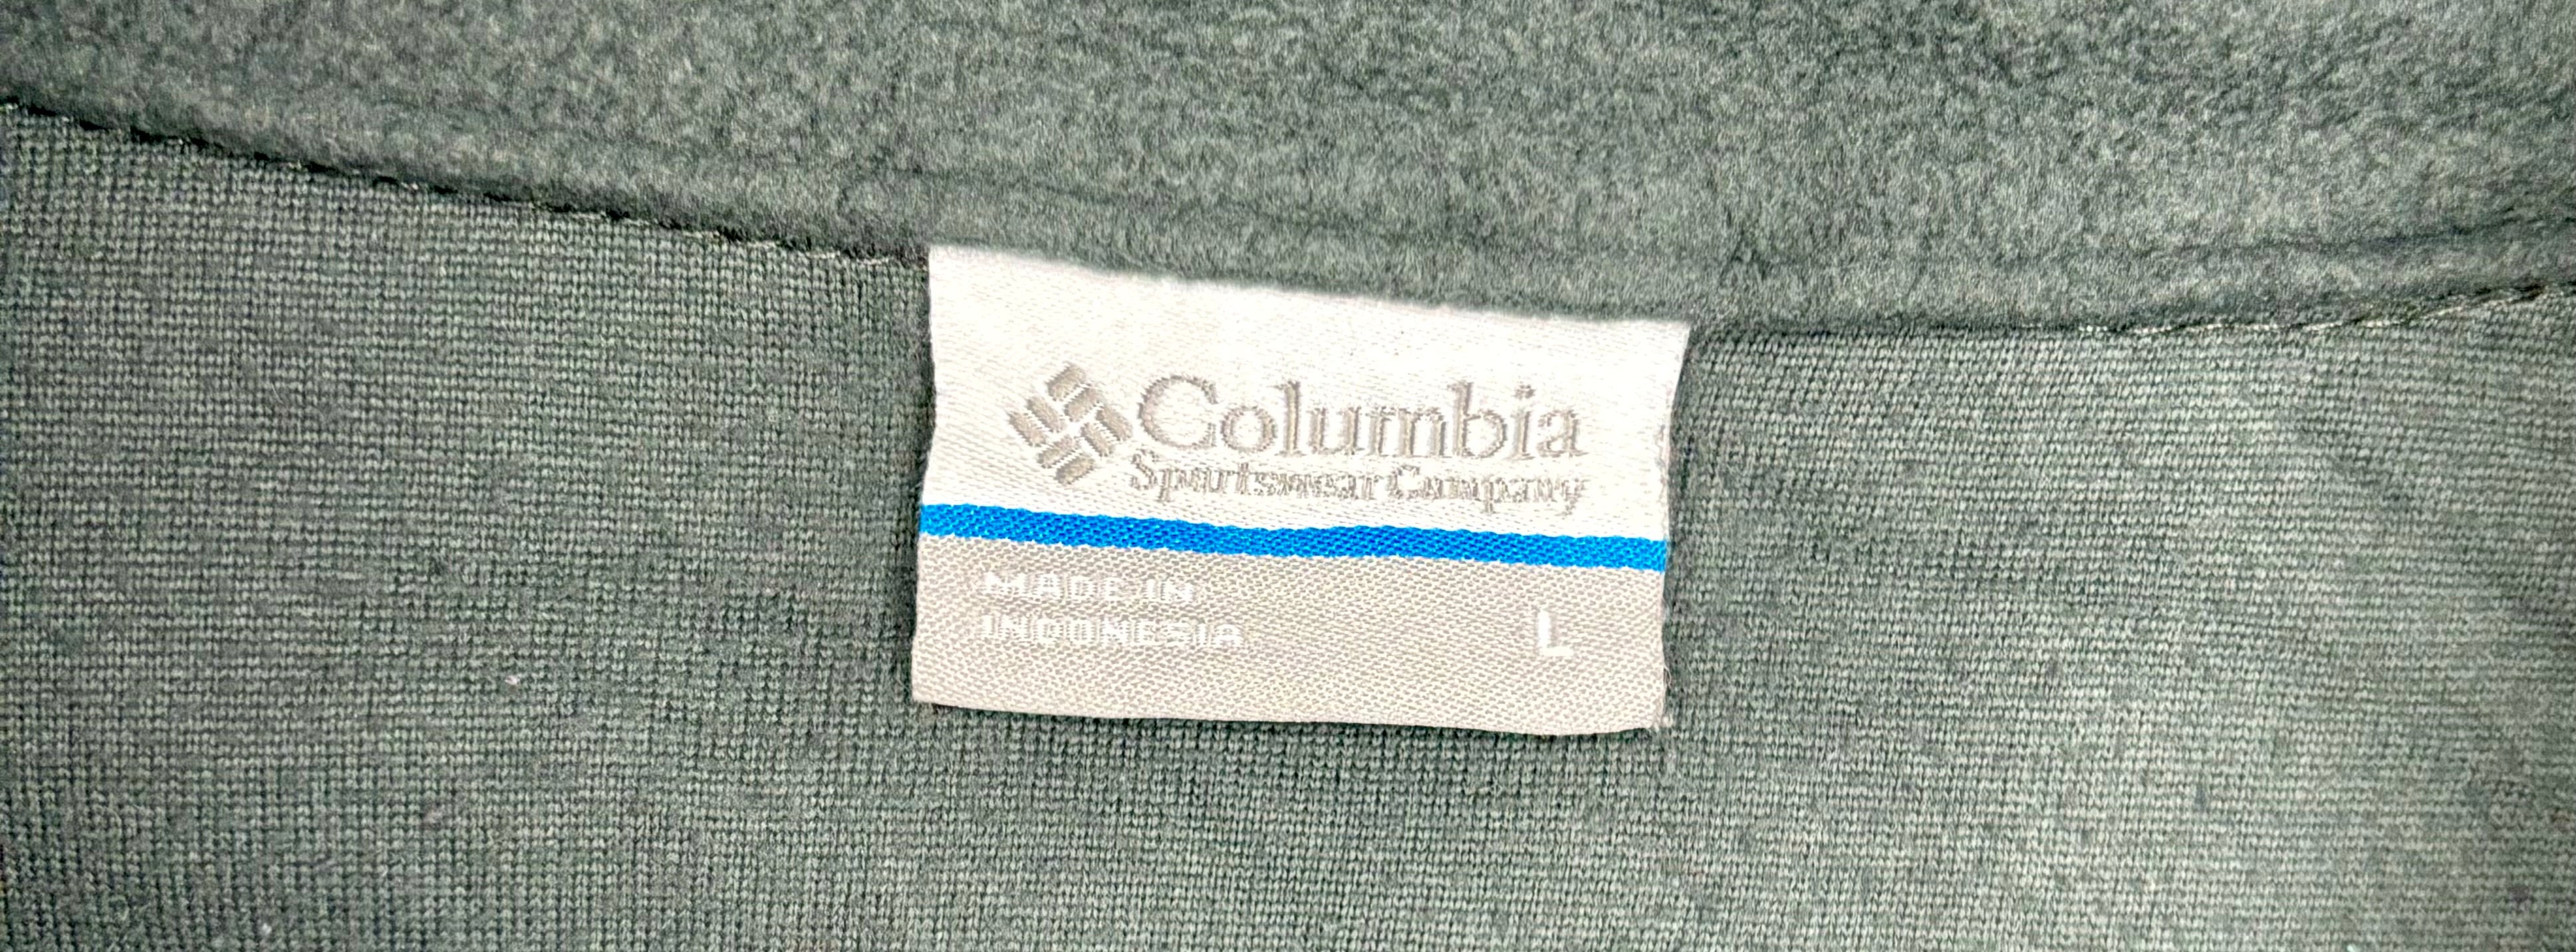 Columbia
Sportswear Company
MADE IN
INDONESIA
L